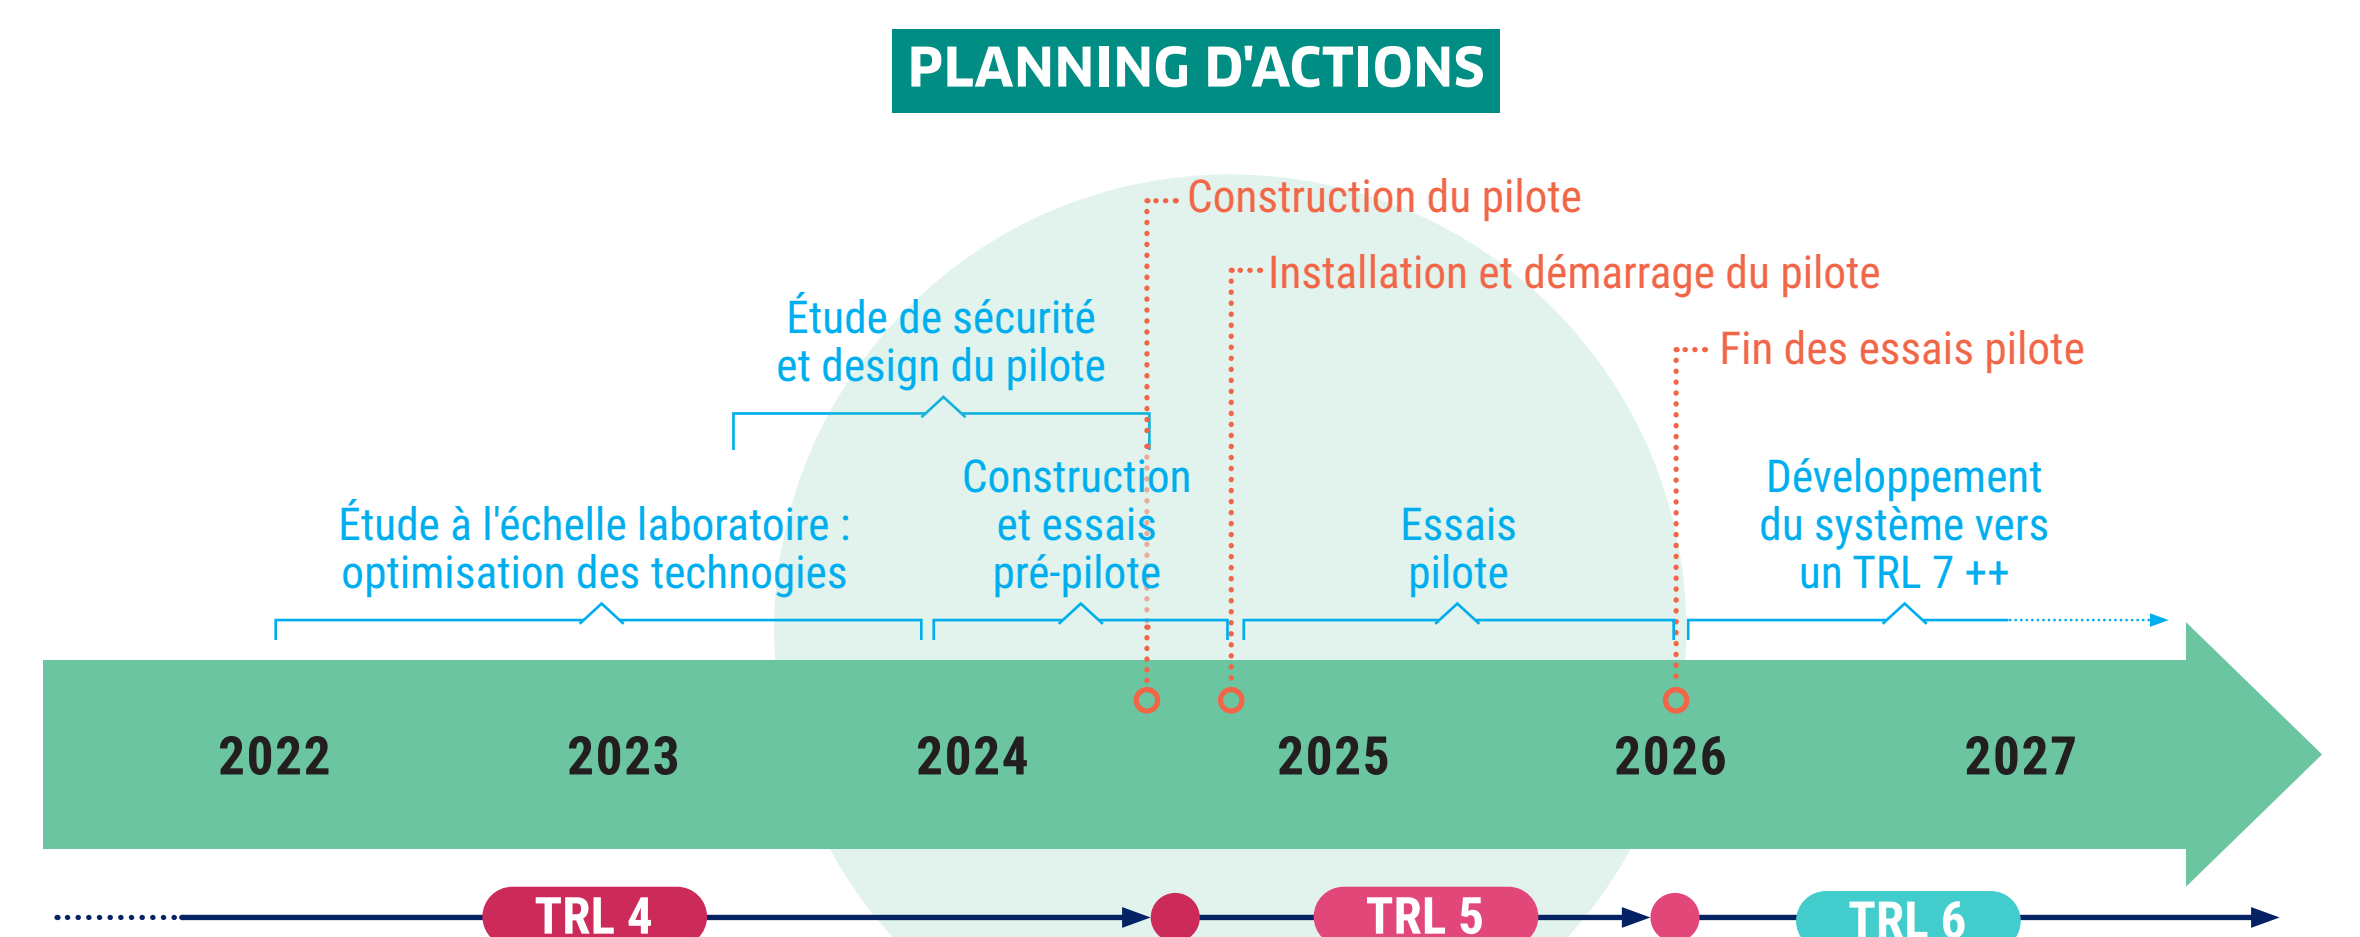 PLANNING D'ACTIONS
Construction du pilote
Installation et démarrage du pilote
Fin des essais pilote
Étude de sécurité
et design du pilote
Étude à l'échelle laboratoire :
optimisation des technogies
Construction
et essais
pré-pilote
Essais
pilote
Développement
du système vers
un TRL 7 ++
2022
2023
2024
2025
2026
2027
TRL 4
TRL 5
TRL 6